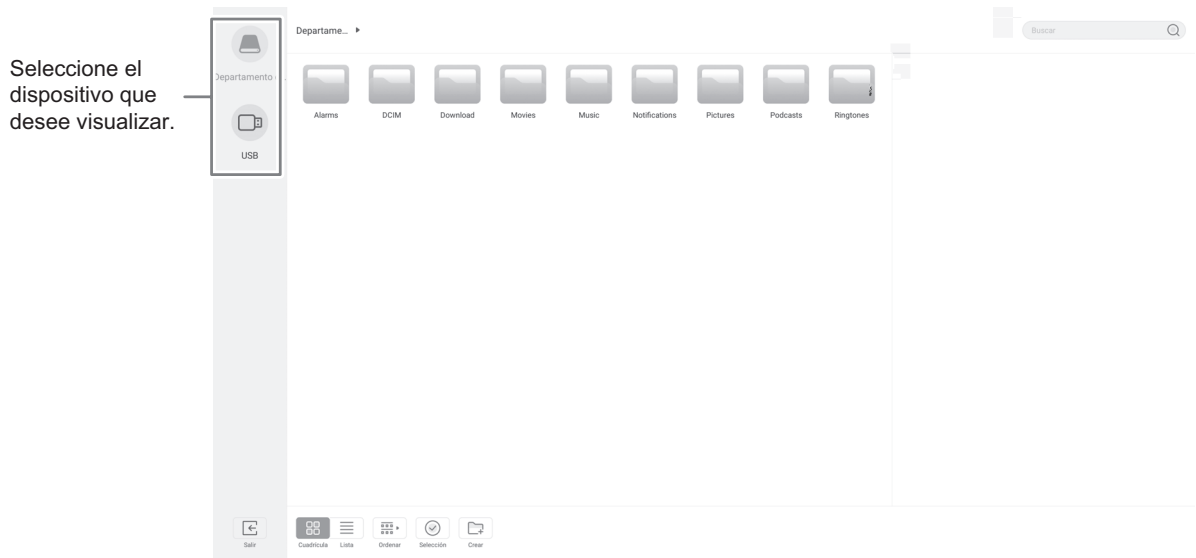 Seleccione el
dispositivo que
desee visualizar.
Departamento
USB
Salir
Departame...
Buscar
Alarms
DCIM
Download
Movies
Music
Notifications
Pictures
Podcasts
Ringtones
Cuadrícula
Lista
Ordenar
Selección
Crear